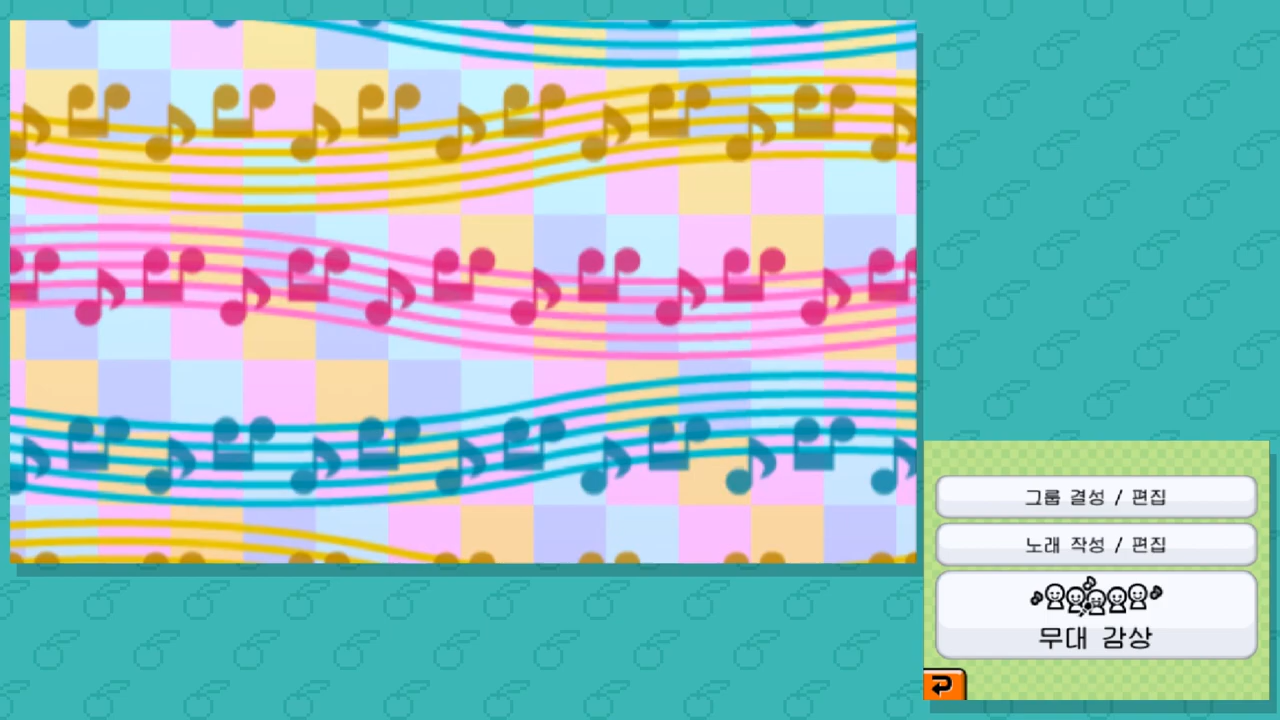 그룹 결성 / 편집
노래 작성 / 편집
무대 감상